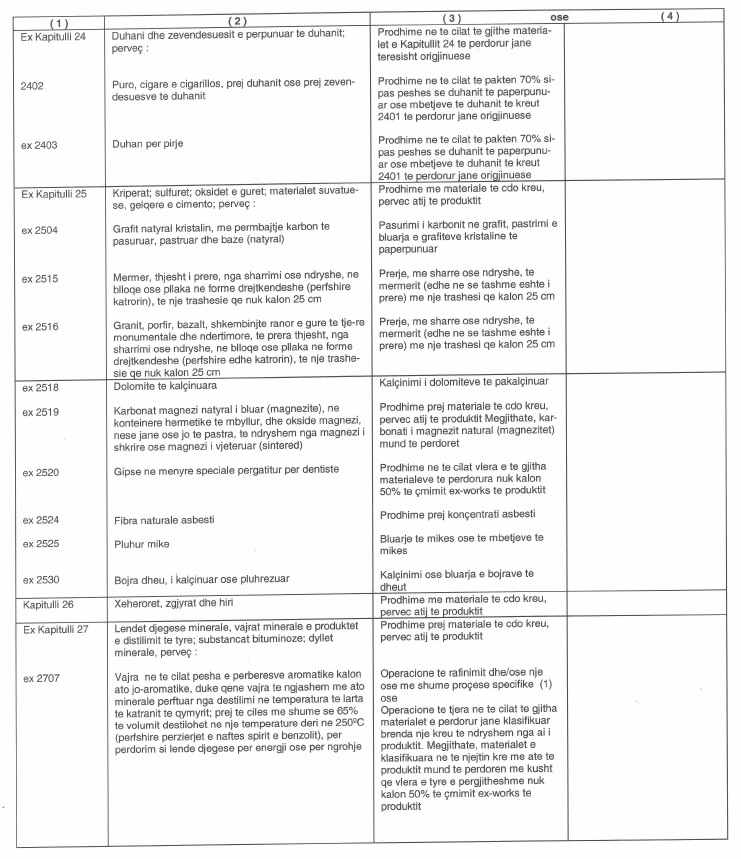 ( 1 )
( 2 )
( 3 ) ose ( 4 )
Ex Kapitulli 24
Duhani dhe zevendesuesit e perpunuar te duhanit;
perveç :
Prodhime ne te cilat te gjithe materia-
let e Kapitullit 24 te perdorur jane
teresisht origjinuese
2402
Puro, cigare e cigarillos, prej duhanit ose prej zeven-
desuesve te duhanit
Prodhime ne te cilat te pakten 70% si-
pas peshes se duhanit te paperpunu-
ar ose mbetjeve te duhanit te kreut
2401 te perdorur jane origjinuese
ex 2403
Duhan per pirje
Prodhime ne te cilat te pakten 70% si-
pas peshes se duhanit te paperpunu-
ar ose mbetjeve te duhanit te kreut
2401 te perdorur jane origjinuese
Ex Kapitulli 25
Kriperat; sulfuret; oksidet e guret; materialet suvatue-
se, gelqere e cimento; perveç :
Prodhime me materiale te cdo kreu,
pervec atij te produktit
ex 2504
Grafit natyral kristalin, me permbajtje karbon te
pasuruar, pastruar dhe baze (natyral)
Pasurimi i karbonit ne grafit, pastrimi e
bluarja e grafiteve kristaline te
paperpunuar
ex 2515
Mermer, thjesht i prere, nga sharrimi ose ndryshe, ne
blloqe ose pllaka ne forme drejtkendeshe (perfshire
katrorin), te nje trashesie qe nuk kalon 25 cm
Prerje, me sharre ose ndryshe, te
mermerit (edhe ne se tashme eshte i
prere) me nje trashesi qe kalon 25 cm
ex 2516
Granit, porfir, bazalt, shkembinjte ranor e gure te tje-re
monumentale dhe ndertimore, te prera thjesht, nga
sharrimi ose ndryshe, ne blloqe ose pllaka ne forme
drejtkendeshe (perfshire edhe katrorin), te nje trashe-
sie qe nuk kalon 25 cm
Prerje, me sharre ose ndryshe, te
mermerit (edhe ne se tashme eshte i
prere) me nje trashesi qe kalon 25 cm
ex 2518
Dolomite te kalçinuara
Kalçinimi i dolomiteve te pakalçinuar
ex 2519
Karbonat magnezi natyral i bluar (magnezite), ne
konteinere hermetike te mbyllur, dhe okside magnezi,
nese jane ose jo te pastra, te ndryshem nga magnezi i
shkrire ose magnezi i vjeteruar (sintered)
Prodhime prej materiale te cdo kreu,
pervec atij te produktit Megjithate, kar-
bonati i magnezit natural (magnezitet)
mund te perdoret
ex 2520
Gipse ne menyre speciale pergatitur per dentiste
Prodhime ne te cilat vlera e te gjitha
materialeve te perdorura nuk kalon
50% te çmimit ex-works te produktit
ex 2524
Fibra naturale asbesti
Prodhime prej konçentrati asbesti
ex 2525
Pluhur mike
Bluarje te mikes ose te mbetjeve te
mikes
ex 2530
Bojra dheu, i kalçinuar ose pluhrezuar
Kalçinimi ose bluarja e bojrave te
dheut
Kapitulli 26
Xeheroret, zgjyrat dhe hiri
Prodhime me materiale te cdo kreu,
pervec atij te produktit
Ex Kapitulli 27
Lendet djegese minerale, vajrat minerale e produktet
e distilimit te tyre; substancat bituminoze; dyllet
minerale, perveç :
Prodhime prej materiale te cdo kreu,
pervec atij te produktit
ex 2707
Vajra ne te cilat pesha e perberesve aromatike kalon
ato jo-aromatike, duke qene vajra te ngjashem me ato
minerale perftuar nga destilimi ne temperatura te larta
te katranit te qymyrit; prej te ciles me shume se 65%
te volumit destilohet ne nje temperature deri ne 250ºC
(perfshire perzierjet e naftes spirit e benzolit), per
perdorim si lende djegese per energji ose per ngrohje
Operacione te rafinimit dhe/ose nje
ose me shume proçese specifike (1)
ose
Operacione te tjera ne te cilat te gjitha
materialet e perdorur jane klasifikuar
brenda nje kreu te ndryshem nga ai i
produktit. Megjithate, materialet e
klasifikuara ne te njejtin kre me ate te
produktit mund te perdoren me kusht
qe vlera e tyre e pergjitheshme nuk
kalon 50% te çmimit ex-works te
produktit